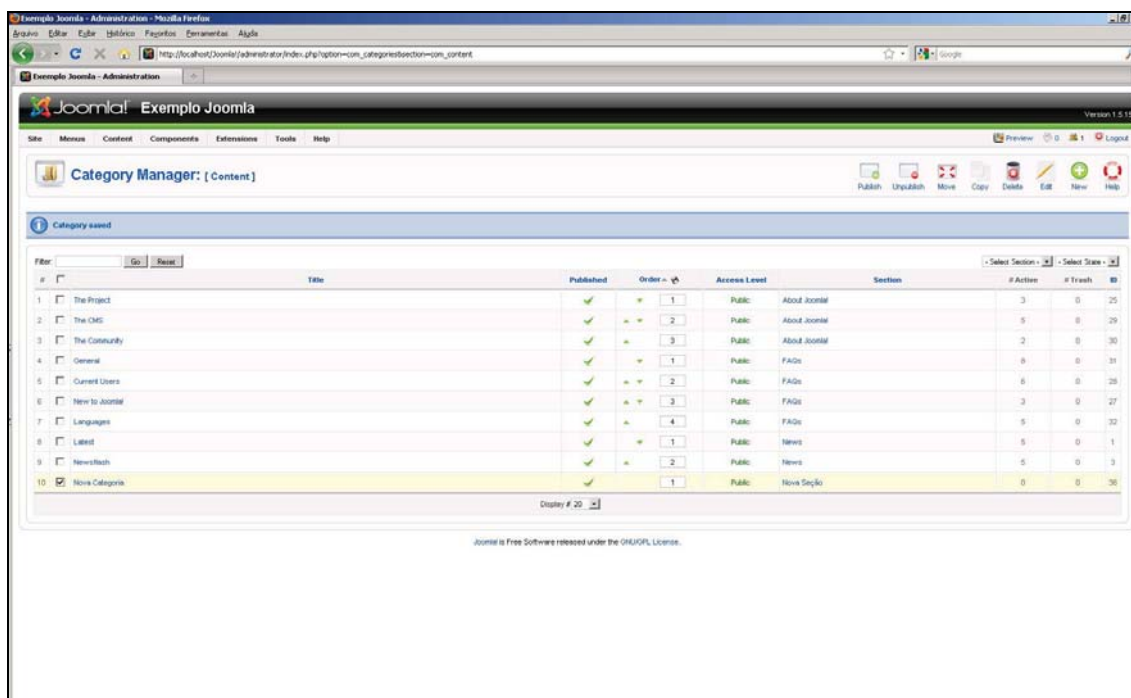 Exemplo Joomla - Administration - Mozilla Firefox
Arquivo Editar Exibir Histórico Favoritos Ferramentas Ajuda
http://localhost/Joomla!/administrator/index.php?option=com_categories&section=com_content
Google
Exemplo Joomla - Administration
Joomla! Exemplo Joomla
Version 1.5.15
Site Menus Content Components Extensions Tools Help Preview 0 1 Logout
Category Manager: [ Content ]
Publish Unpublish Move Copy Delete Edit New Help
Category saved
Filter: Go Reset - Select Section - - Select State -
# Title Published Order Access Level Section # Active # Trash ID
1 The Project 1 Public About Joomla! 3 0 25
2 The CMS 2 Public About Joomla! 5 0 29
3 The Community 3 Public About Joomla! 2 0 30
4 General 1 Public FAQs 0 31
5 Current Users 2 Public FAQs 6 0 28
6 New to Joomla! 3 Public FAQs 3 0 27
7 Languages 4 Public FAQs 5 0 32
8 Latest 1 Public News 5 0 1
9 Newsflash 2 Public News 5 0 3
10 Nova Categoria 1 Public Nova Seção 0 0
Display # 20
Joomla! is Free Software released under the GNU/GPL License.